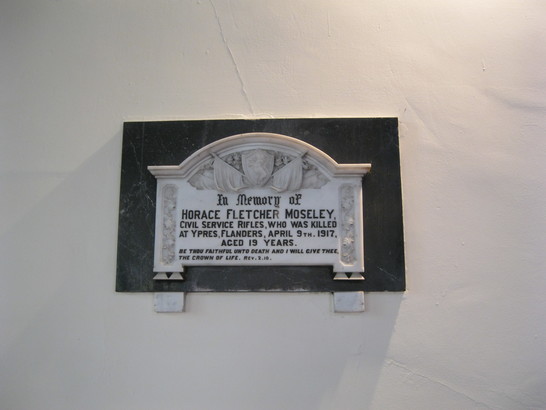 In Memory of
HORACE FLETCHER MOSELEY,
CIVIL SERVICE RIFLES, WHO WAS KILLED
AT YPRES, FLANDERS, APRIL 9TH. 1917,
AGED 19 YEARS.
BE THOU FAITHFUL UNTO DEATH AND I WILL GIVE THEE
THE CROWN OF LIFE. REV. 2.10.